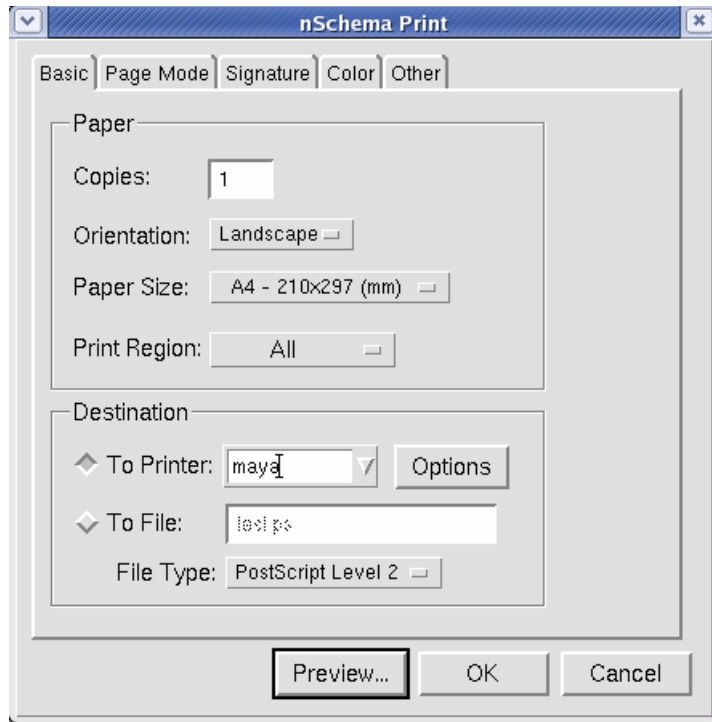 nSchema Print
Basic Page Mode Signature Color Other
Paper
Copies: 1
Orientation: Landscape
Paper Size: A4 - 210x297 (mm)
Print Region: All
Destination
To Printer: maya Options
To File:
File Type: PostScript Level 2
Preview... OK Cancel